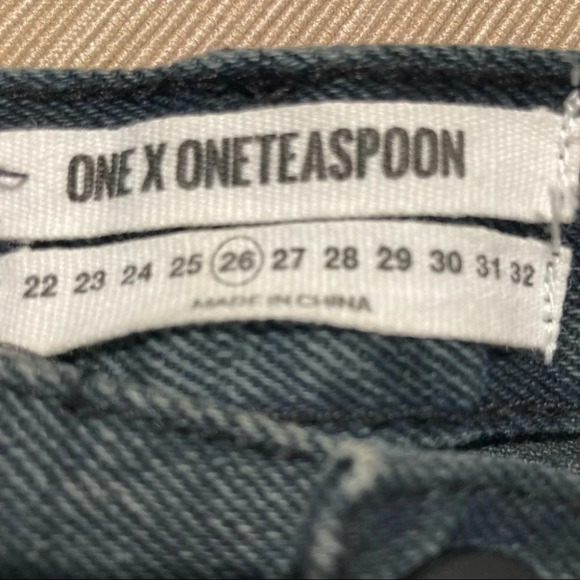 ONE X ONETEASPOON
22 23 24 25 26 27 28 29 30 31 32
MADE IN CHINA